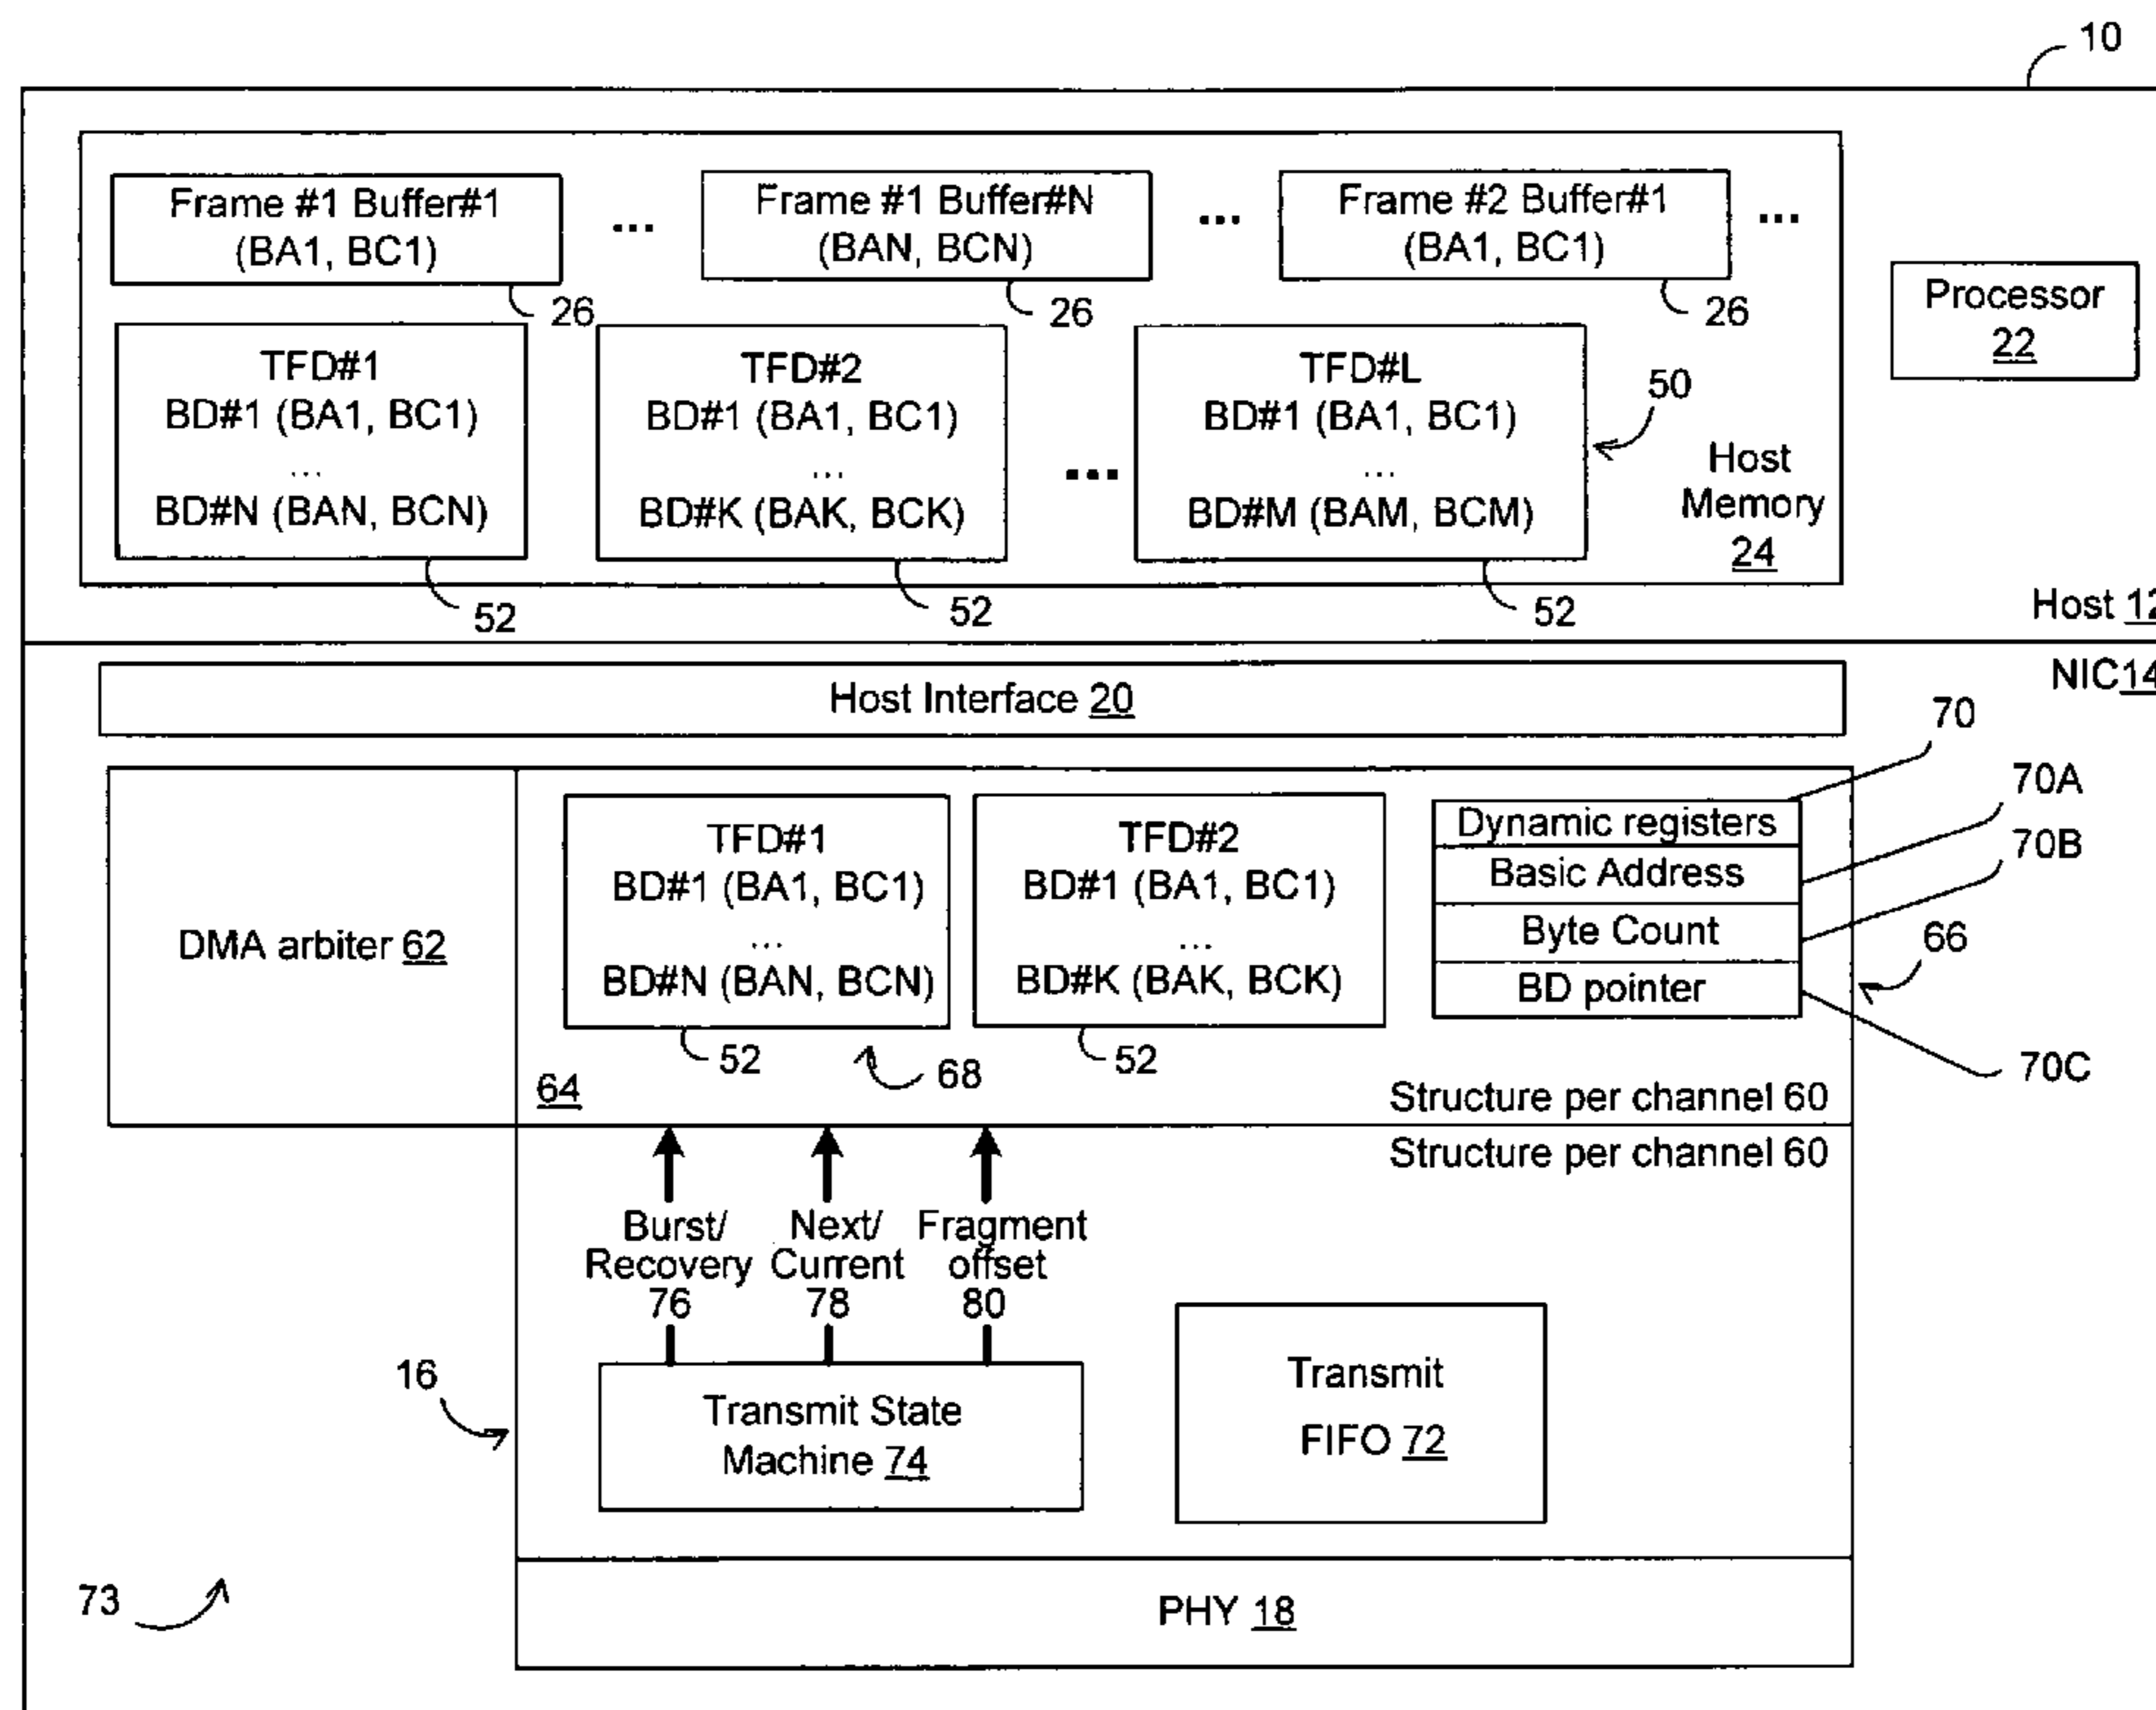 10
Frame #1 Buffer#1
(BA1, BC1)
...
Frame #1 Buffer#N
(BAN, BCN)
...
Frame #2 Buffer#1
(BA1, BC1)
...
26
26
26
Processor
22
TFD#1
BD#1 (BA1, BC1)
...
BD#N (BAN, BCN)
TFD#2
BD#1 (BA1, BC1)
...
BD#K (BAK, BCK)
...
TFD#L
BD#1 (BA1, BC1)
...
BD#M (BAM, BCM)
50
Host
Memory
24
52
52
52
Host 12
NIC14
Host Interface 20
70
70A
70B
66
70C
DMA arbiter 62
TFD#1
BD#1 (BA1, BC1)
...
BD#N (BAN, BCN)
TFD#2
BD#1 (BA1, BC1)
...
BD#K (BAK, BCK)
Dynamic registers
Basic Address
Byte Count
BD pointer
52
68
52
64
Structure per channel 60
Structure per channel 60
Burst/
Recovery
76
Next/
Current
78
Fragment
offset
80
16
Transmit State
Machine 74
Transmit
FIFO 72
73
PHY 18